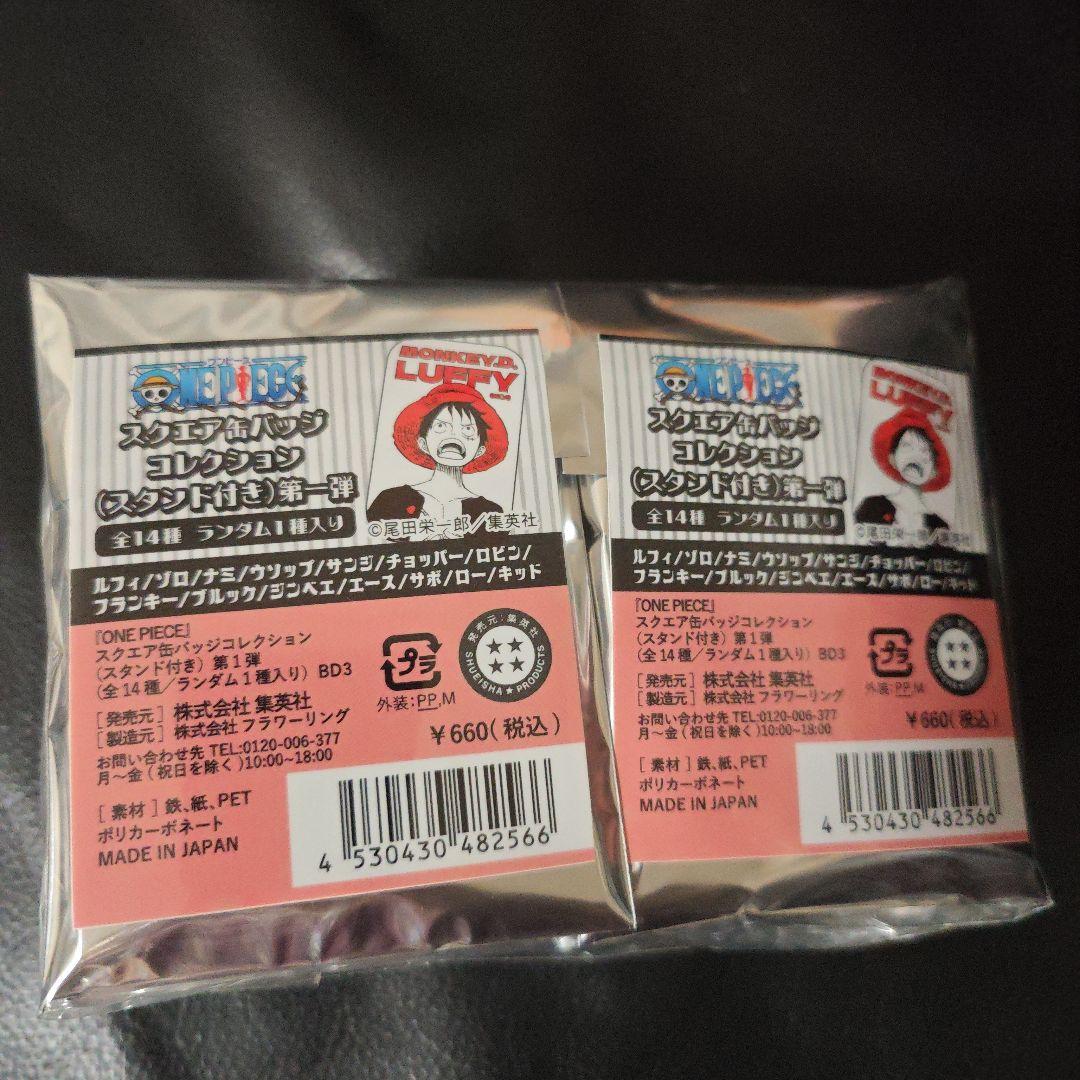 ワンピース
ONE PIECE
スクエア缶バッジ
コレクション
(スタンド付き)第一弾
全14種 ランダム1種入り
MONKEY.D.
LUFFY
©尾田栄一郎/集英社
ルフィ/ゾロ/ナミ/ウソップ/サンジ/チョッパー/ロビン/
フランキー/ブルック/ジンベエ/エース/サボ/ロー/キッド
『ONE PIECE』
スクエア缶バッジコレクション
(スタンド付き) 第1弾
(全14種/ランダム1種入り) BD3
[発売元] 株式会社 集英社
[製造元] 株式会社 フラワーリング
お問い合わせ先 TEL:0120-006-377
月~金(祝日を除く)10:00~18:00
[素材] 鉄、紙、PET
ポリカーボネート
MADE IN JAPAN
プラ
外装:PP,M
発売元:集英社
SHUEISHA★PRODUCTS
¥660(税込)
4 530430 482566
ワンピース
ONE PIECE
スクエア缶バッジ
コレクション
(スタンド付き)第一弾
全14種 ランダム1種入り
MONKEY.D.
LUFFY
©尾田栄一郎/集英社
ルフィ/ゾロ/ナミ/ウソップ/サンジ/チョッパー/ロビン/
フランキー/ブルック/ジンベエ/エース/サボ/ロー/キッド
『ONE PIECE』
スクエア缶バッジコレクション
(スタンド付き) 第1弾
(全14種/ランダム1種入り) BD3
[発売元] 株式会社 集英社
[製造元] 株式会社 フラワーリング
お問い合わせ先 TEL:0120-006-377
月~金(祝日を除く)10:00~18:00
[素材] 鉄、紙、PET
ポリカーボネート
MADE IN JAPAN
プラ
外装:PP,M
¥660(税込)
4 530430 482566